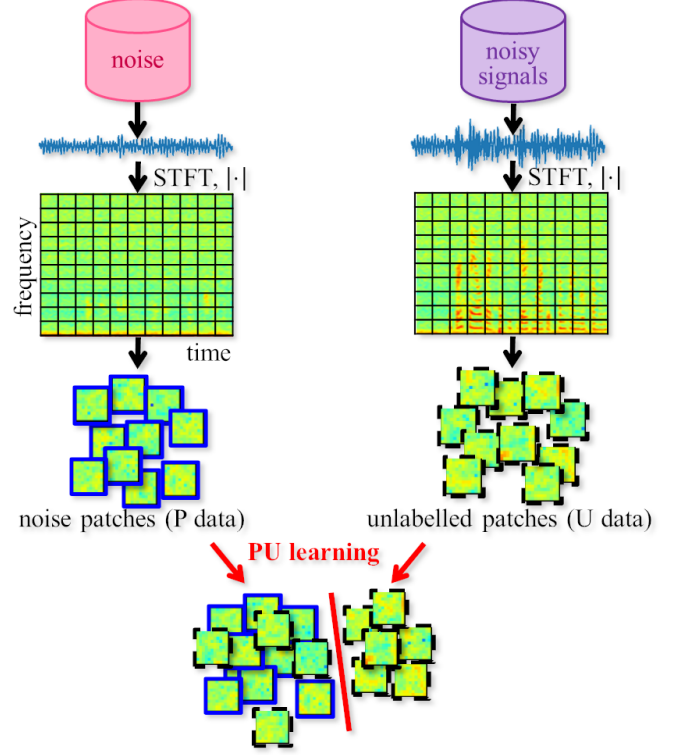 noise
noisy
signals
STFT, |·|
STFT, |·|
frequency
time
noise patches (P data)
unlabelled patches (U data)
PU learning